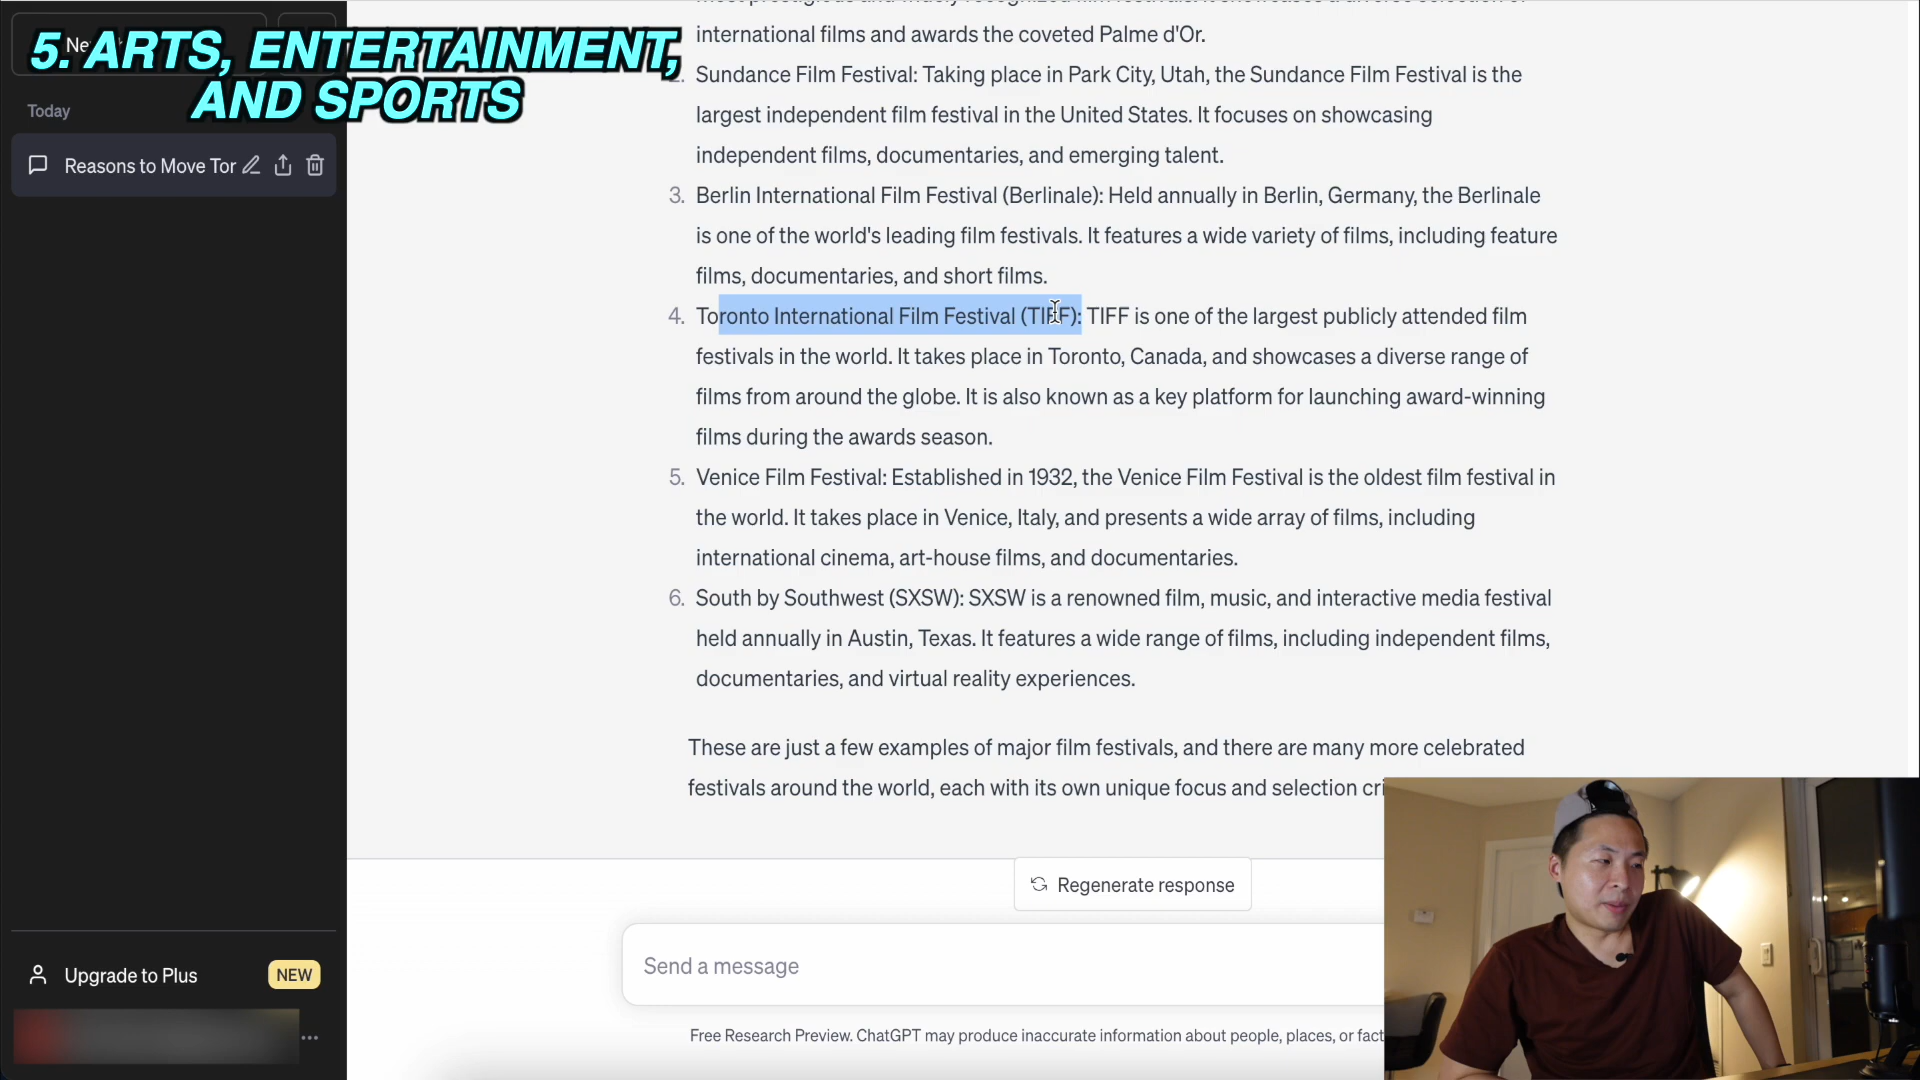 5. ARTS, ENTERTAINMENT,
AND SPORTS
Today
Reasons to Move Tor
international films and awards the coveted Palme d'Or.
Sundance Film Festival: Taking place in Park City, Utah, the Sundance Film Festival is the
largest independent film festival in the United States. It focuses on showcasing
independent films, documentaries, and emerging talent.
3. Berlin International Film Festival (Berlinale): Held annually in Berlin, Germany, the Berlinale
is one of the world's leading film festivals. It features a wide variety of films, including feature
films, documentaries, and short films.
4. Toronto International Film Festival (TIFF): TIFF is one of the largest publicly attended film
festivals in the world. It takes place in Toronto, Canada, and showcases a diverse range of
films from around the globe. It is also known as a key platform for launching award-winning
films during the awards season.
5. Venice Film Festival: Established in 1932, the Venice Film Festival is the oldest film festival in
the world. It takes place in Venice, Italy, and presents a wide array of films, including
international cinema, art-house films, and documentaries.
6. South by Southwest (SXSW): SXSW is a renowned film, music, and interactive media festival
held annually in Austin, Texas. It features a wide range of films, including independent films,
documentaries, and virtual reality experiences.
These are just a few examples of major film festivals, and there are many more celebrated
festivals around the world, each with its own unique focus and selection cri
Regenerate response
Send a message
Free Research Preview. ChatGPT may produce inaccurate information about people, places, or fact
Upgrade to Plus
NEW